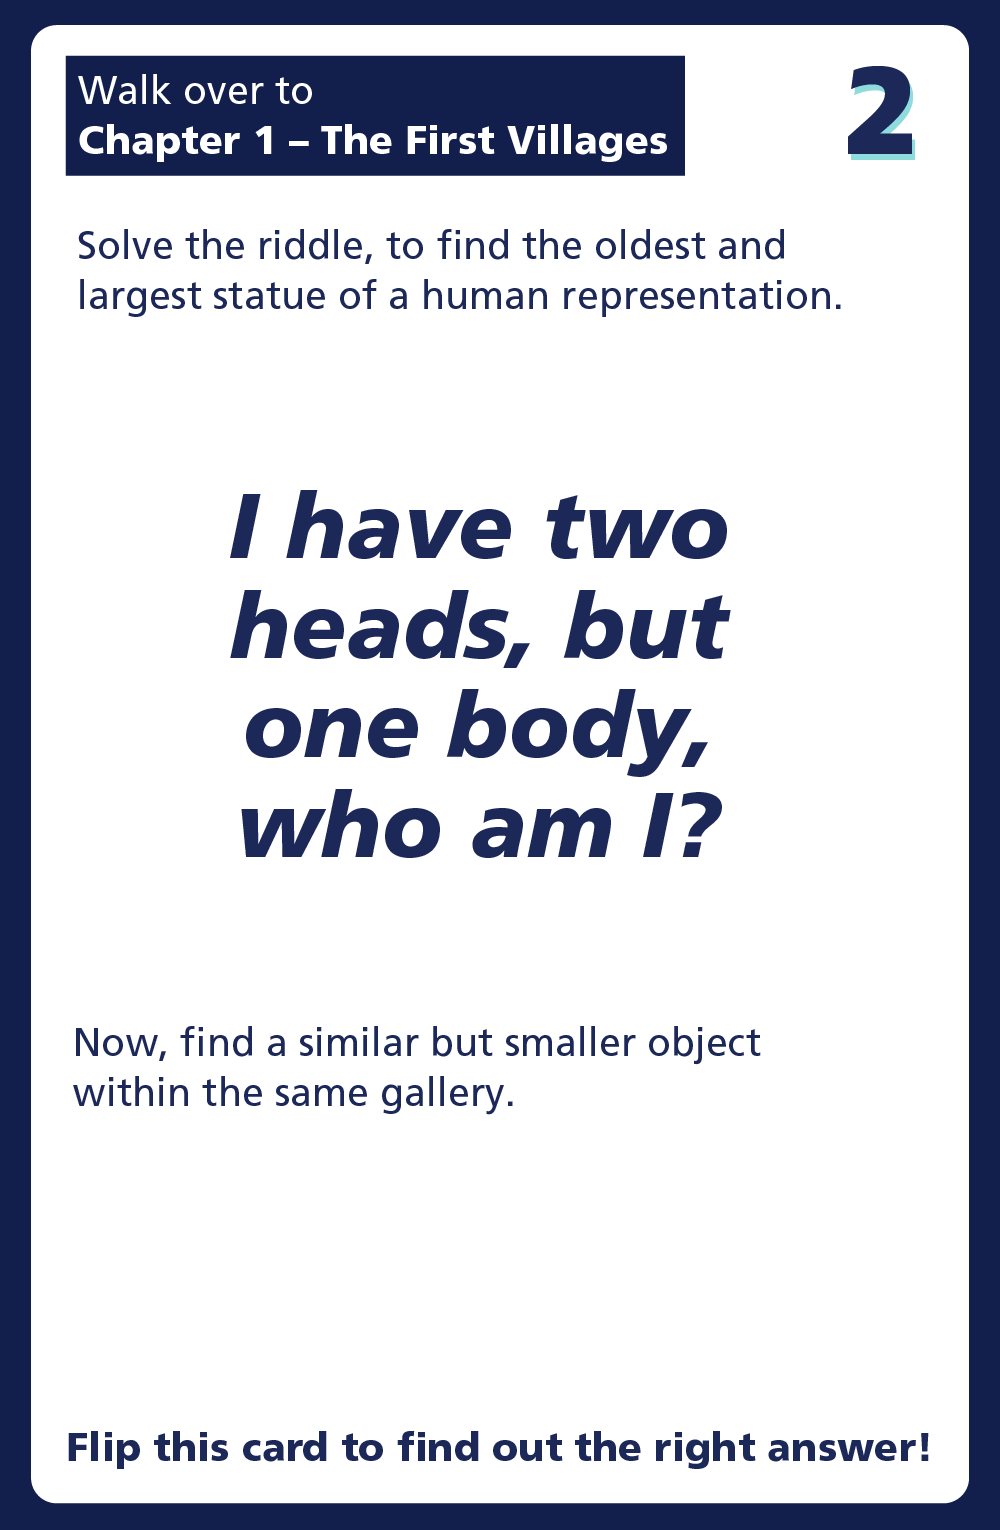 Walk over to
Chapter 1 – The First Villages
2
Solve the riddle, to find the oldest and
largest statue of a human representation.
I have two
heads, but
one body,
who am I?
Now, find a similar but smaller object
within the same gallery.
Flip this card to find out the right answer!